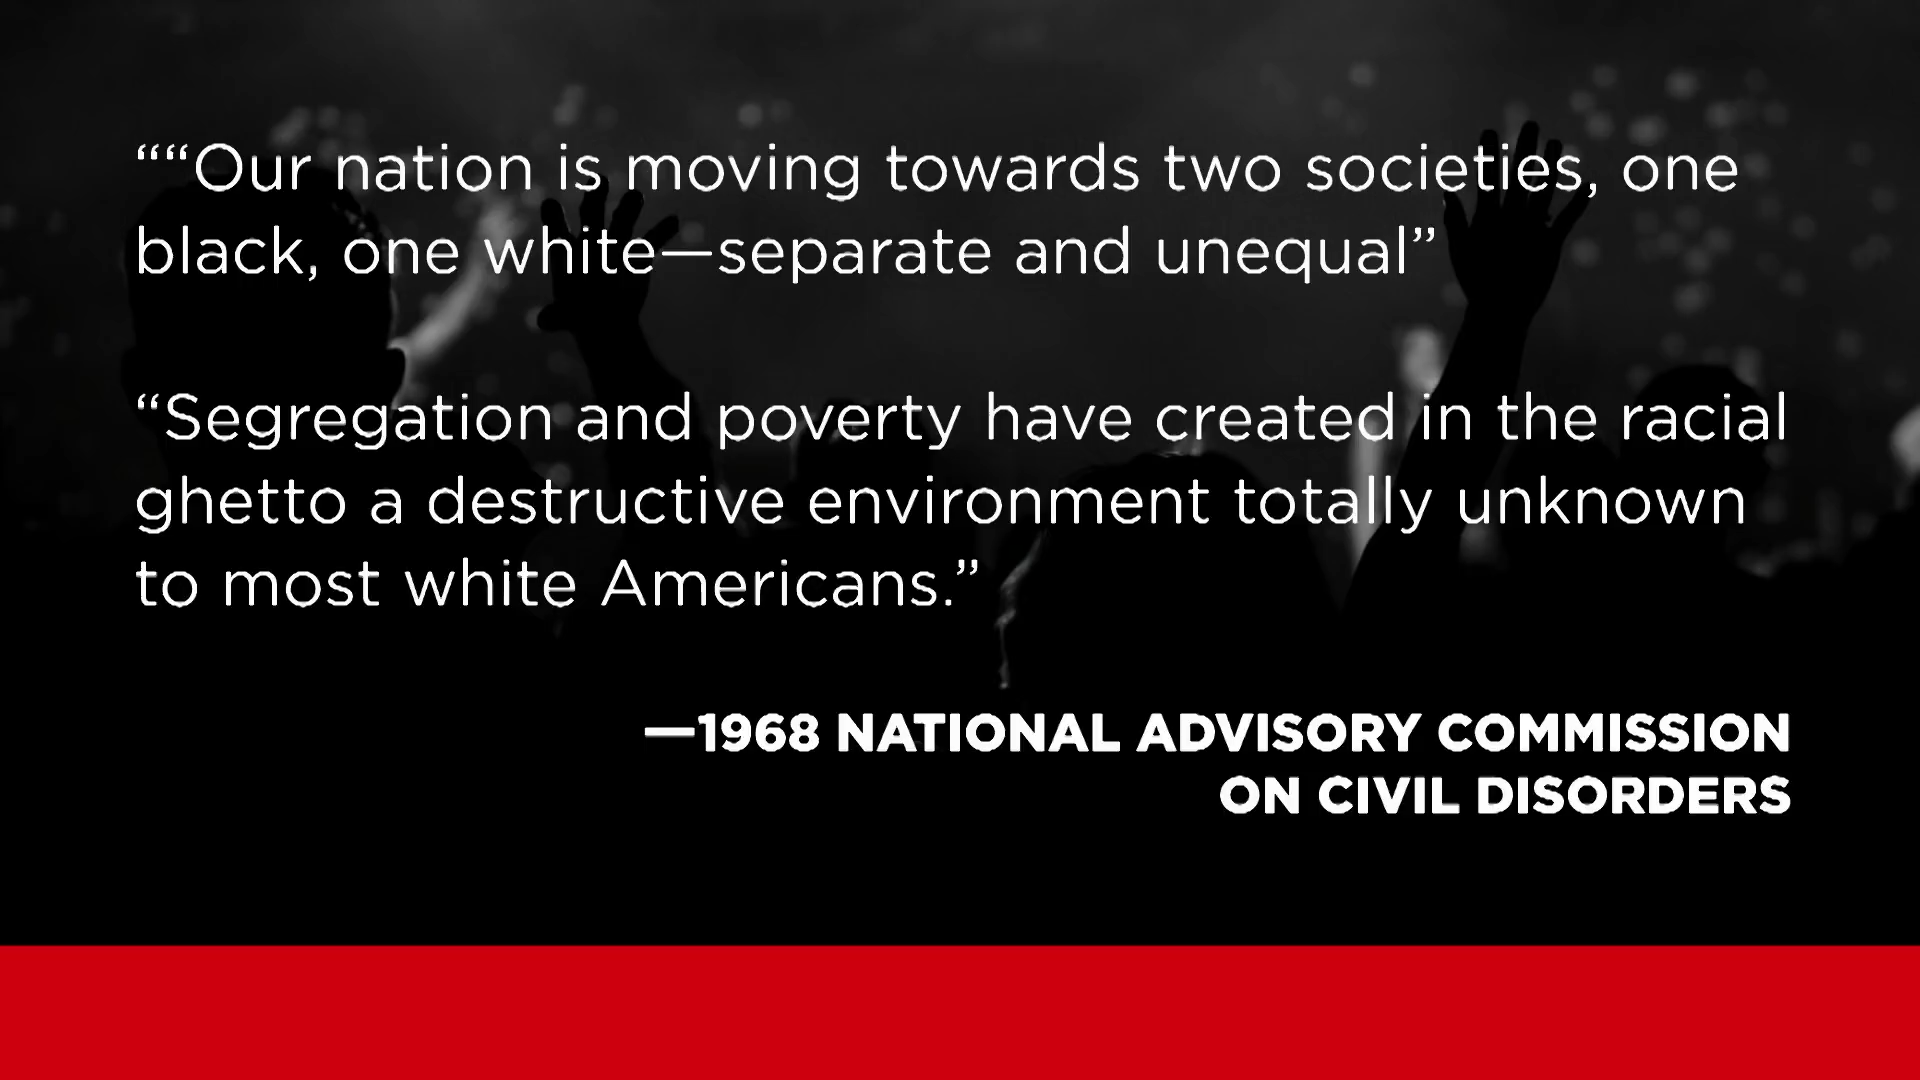 ““Our nation is moving towards two societies, one
black, one white—separate and unequal”
“Segregation and poverty have created in the racial
ghetto a destructive environment totally unknown
to most white Americans.”
—1968 NATIONAL ADVISORY COMMISSION
ON CIVIL DISORDERS